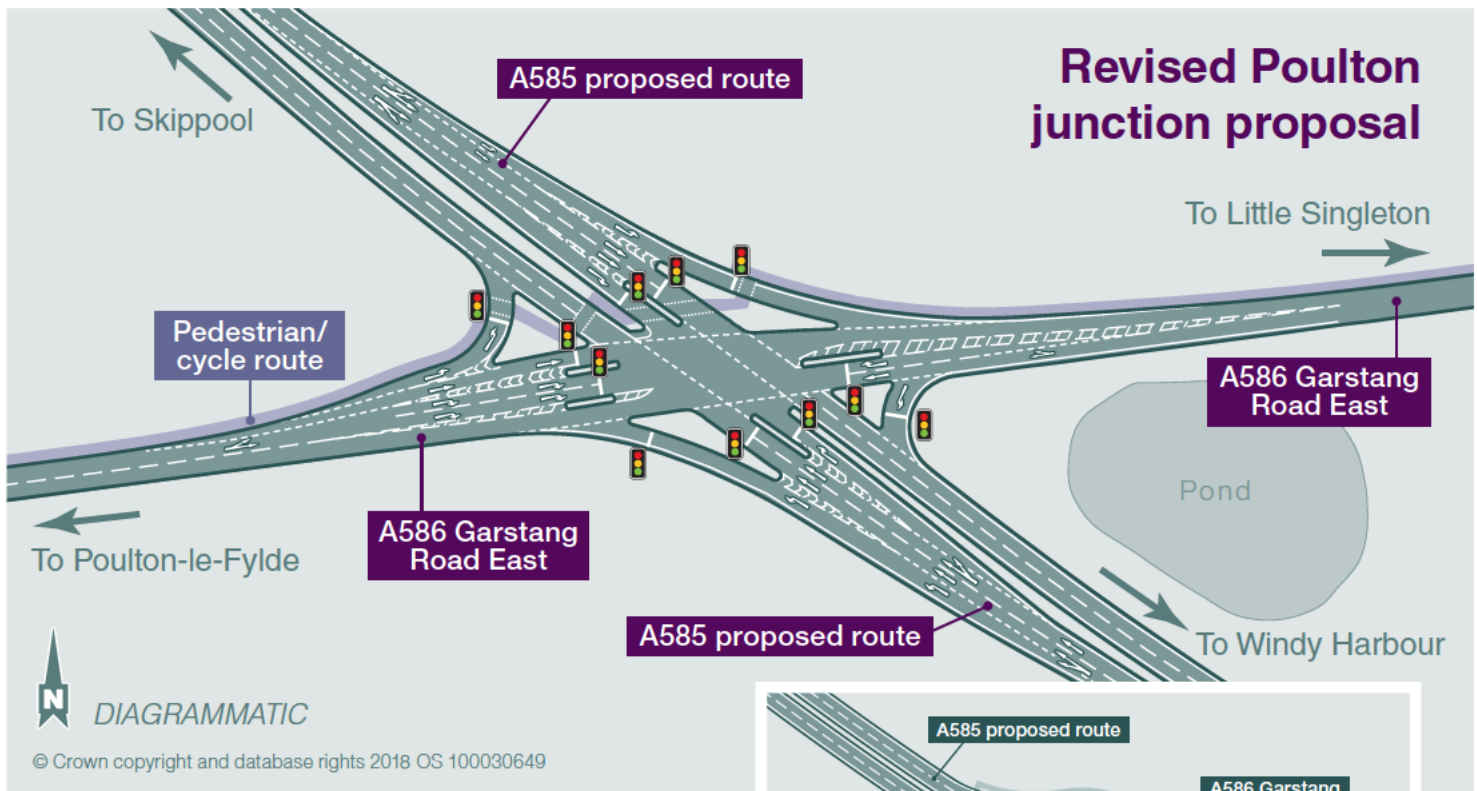 Revised Poulton
junction proposal
A585 proposed route
To Skippool
To Little Singleton
Pedestrian/
cycle route
A586 Garstang
Road East
Pond
A586 Garstang
Road East
To Poulton-le-Fylde
A585 proposed route
To Windy Harbour
N
DIAGRAMMATIC
© Crown copyright and database rights 2018 OS 100030649
A585 proposed route
A586 Garstang